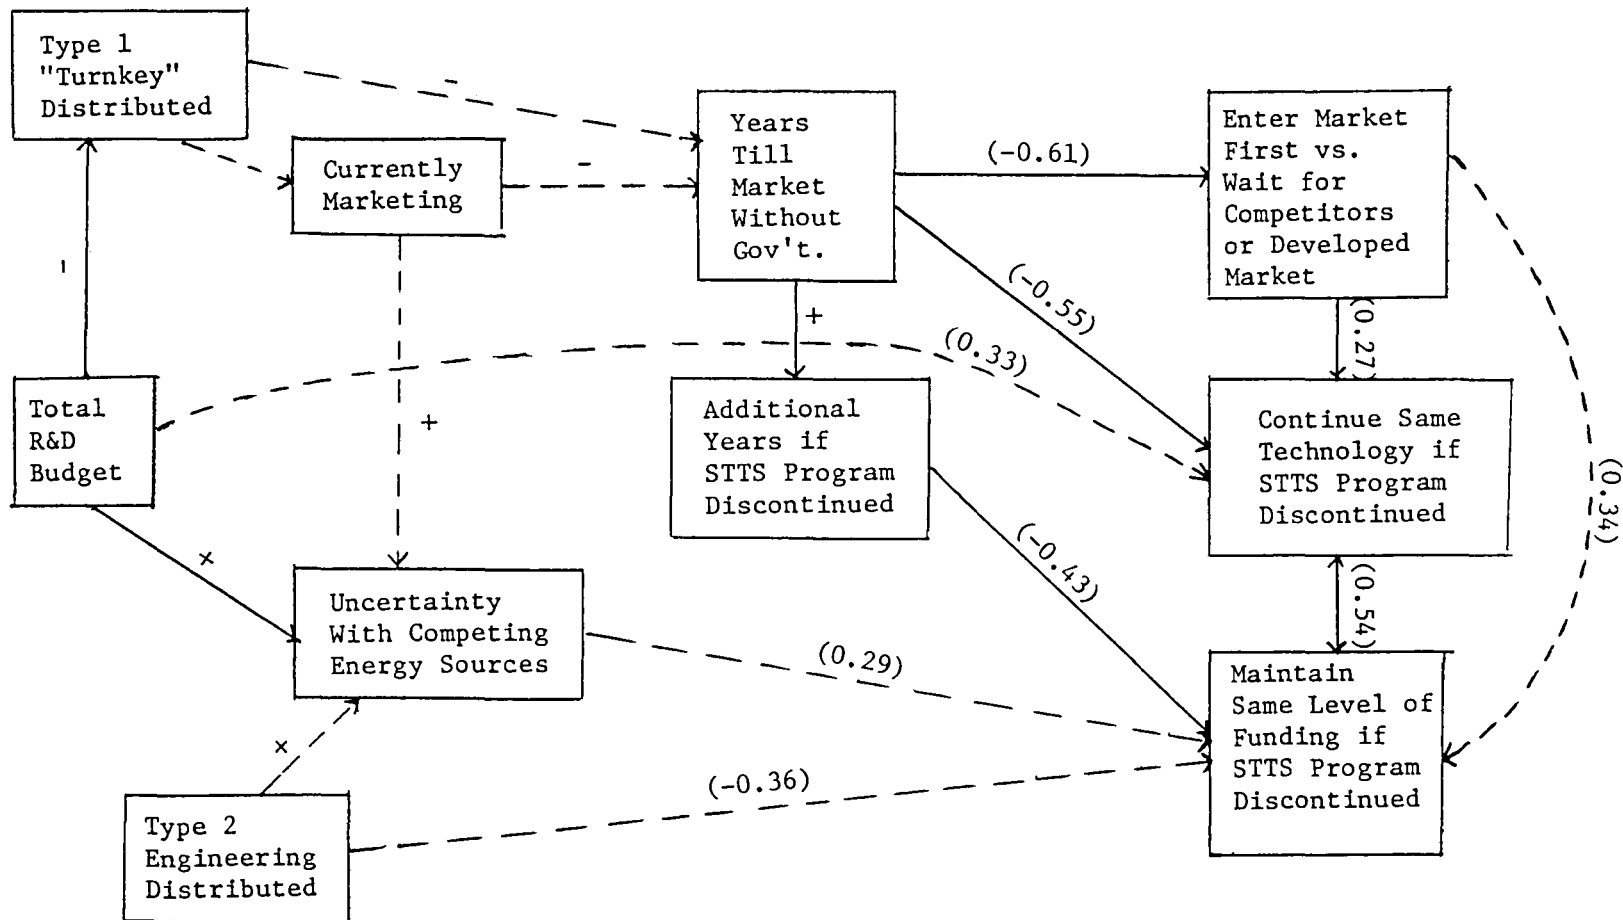 Type 1
"Turnkey"
Distributed
-
Currently
Marketing
-
Years
Till
Market
Without
Gov't.
(-0.61)
Enter Market
First vs.
Wait for
Competitors
or Developed
Market
-
(-0.55)
+
(0.27)
(0.33)
Total
R&D
Budget
+
Additional
Years if
STTS Program
Discontinued
Continue Same
Technology if
STTS Program
Discontinued
(0.34)
×
(-0.43)
(0.54)
Uncertainty
With Competing
Energy Sources
(0.29)
Maintain
Same Level of
Funding if
STTS Program
Discontinued
×
(-0.36)
Type 2
Engineering
Distributed